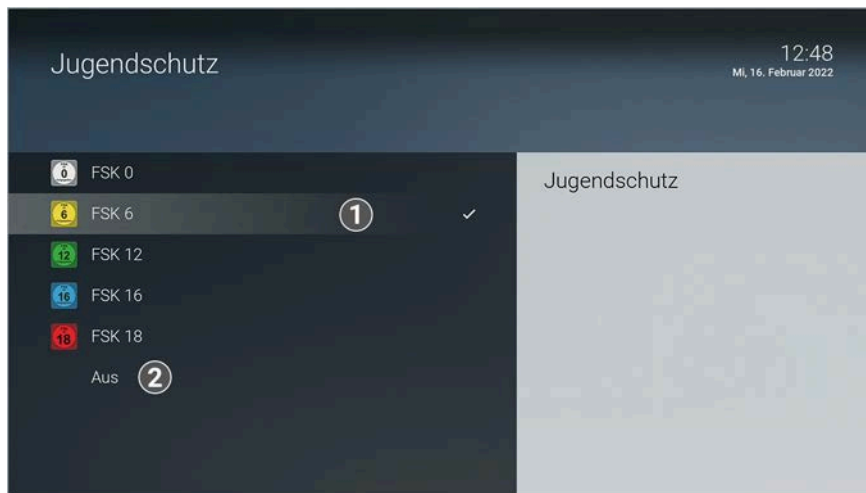 Jugendschutz
12:48
Mi, 16. Februar 2022
0 FSK 0
6 FSK 6 1
12 FSK 12
16 FSK 16
18 FSK 18
Aus 2
Jugendschutz